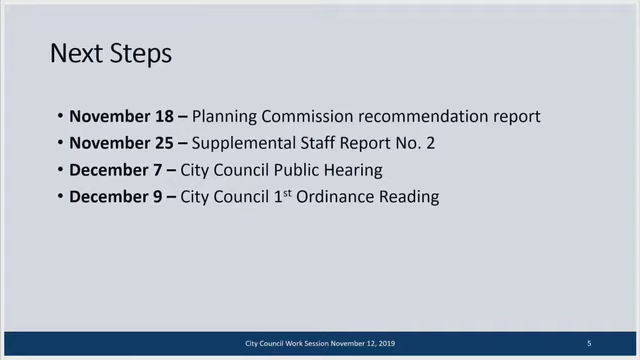 Next Steps
• November 18 – Planning Commission recommendation report
• November 25 – Supplemental Staff Report No. 2
• December 7 – City Council Public Hearing
• December 9 – City Council 1st Ordinance Reading
City Council Work Session November 12, 2019
5